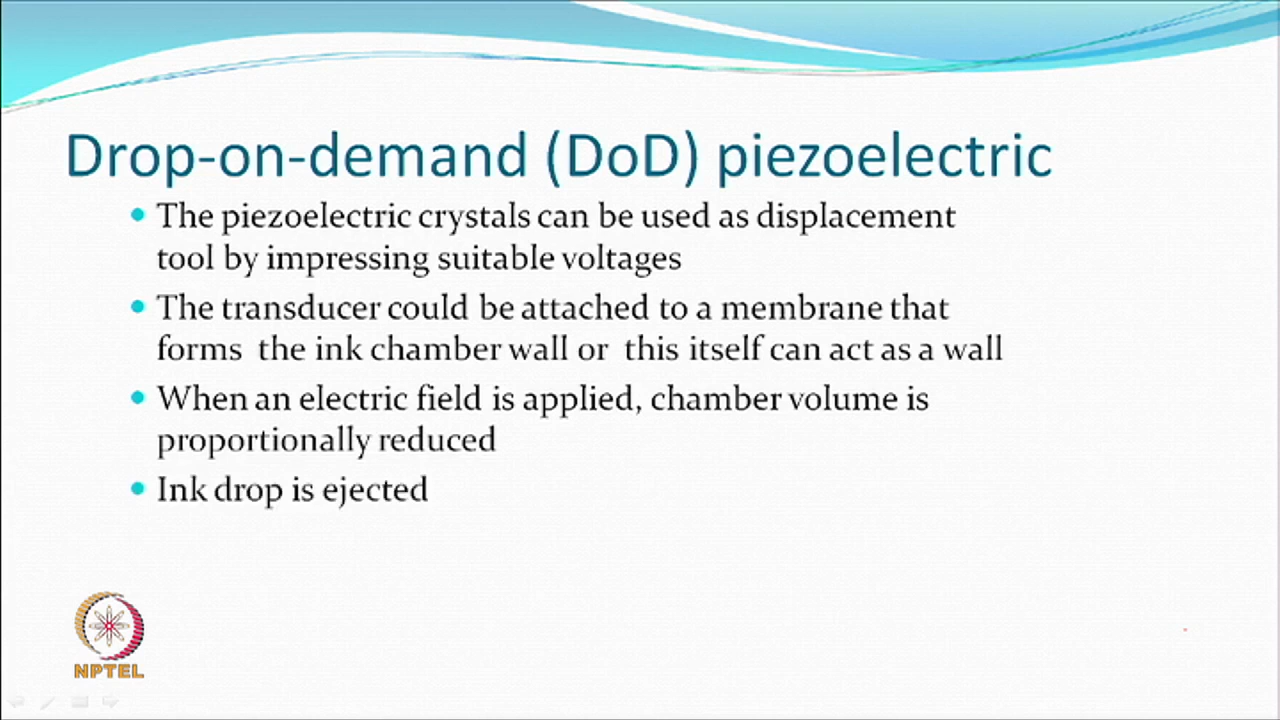 Drop-on-demand (DoD) piezoelectric
The piezoelectric crystals can be used as displacement
tool by impressing suitable voltages
The transducer could be attached to a membrane that
forms the ink chamber wall or this itself can act as a wall
When an electric field is applied, chamber volume is
proportionally reduced
Ink drop is ejected
NPTEL